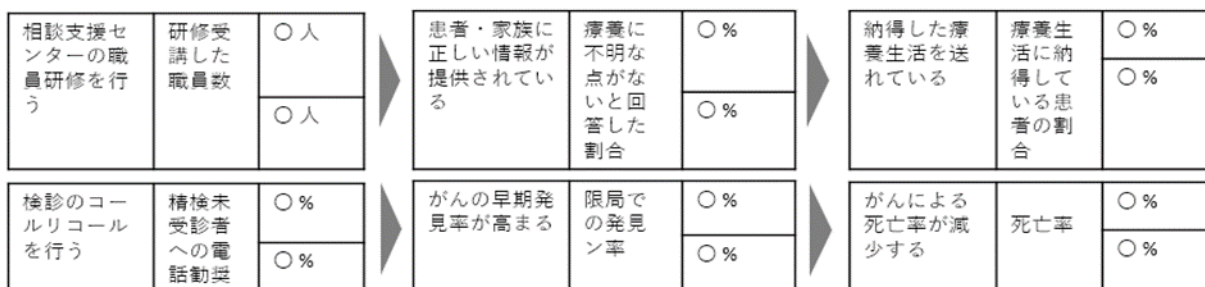 相談支援セ
ンターの職
員研修を行
う
研修受
講した
職員数
○人
○人
患者・家族に
正しい情報が
提供されてい
る
療養に
不明な
点がな
いと回
答した
割合
○%
○%
納得した療
養生活を送
れている
療養生
活に納
得して
いる患
者の割
合
○%
○%
検診のコー
ルリコール
を行う
精検未
受診者
への電
話勧奨
○%
○%
がんの早期発
見率が高まる
限局で
の発見
ン率
○%
○%
がんによる
死亡率が減
少する
死亡率
○%
○%